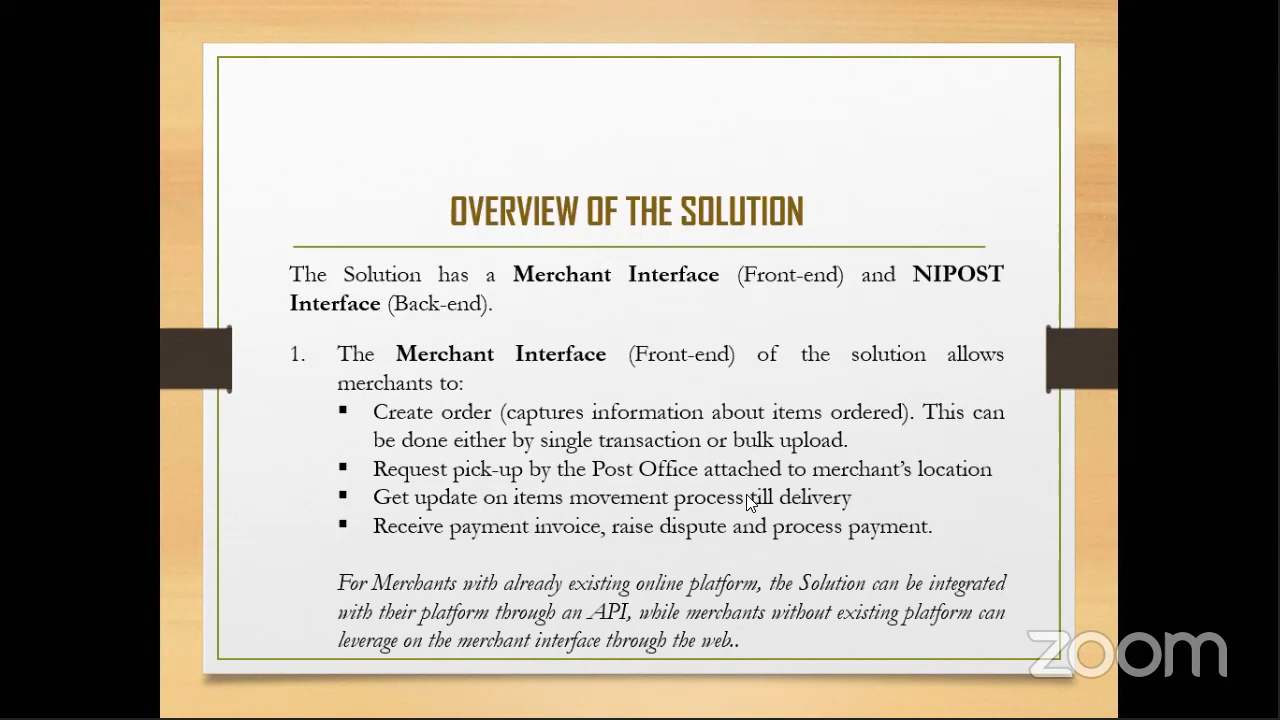 OVERVIEW OF THE SOLUTION
The Solution has a Merchant Interface (Front-end) and NIPOST
Interface (Back-end).
1. The Merchant Interface (Front-end) of the solution allows
merchants to:
▪ Create order (captures information about items ordered). This can
be done either by single transaction or bulk upload.
▪ Request pick-up by the Post Office attached to merchant's location
▪ Get update on items movement process till delivery
▪ Receive payment invoice, raise dispute and process payment.
For Merchants with already existing online platform, the Solution can be integrated
with their platform through an API, while merchants without existing platform can
leverage on the merchant interface through the web..
zoom